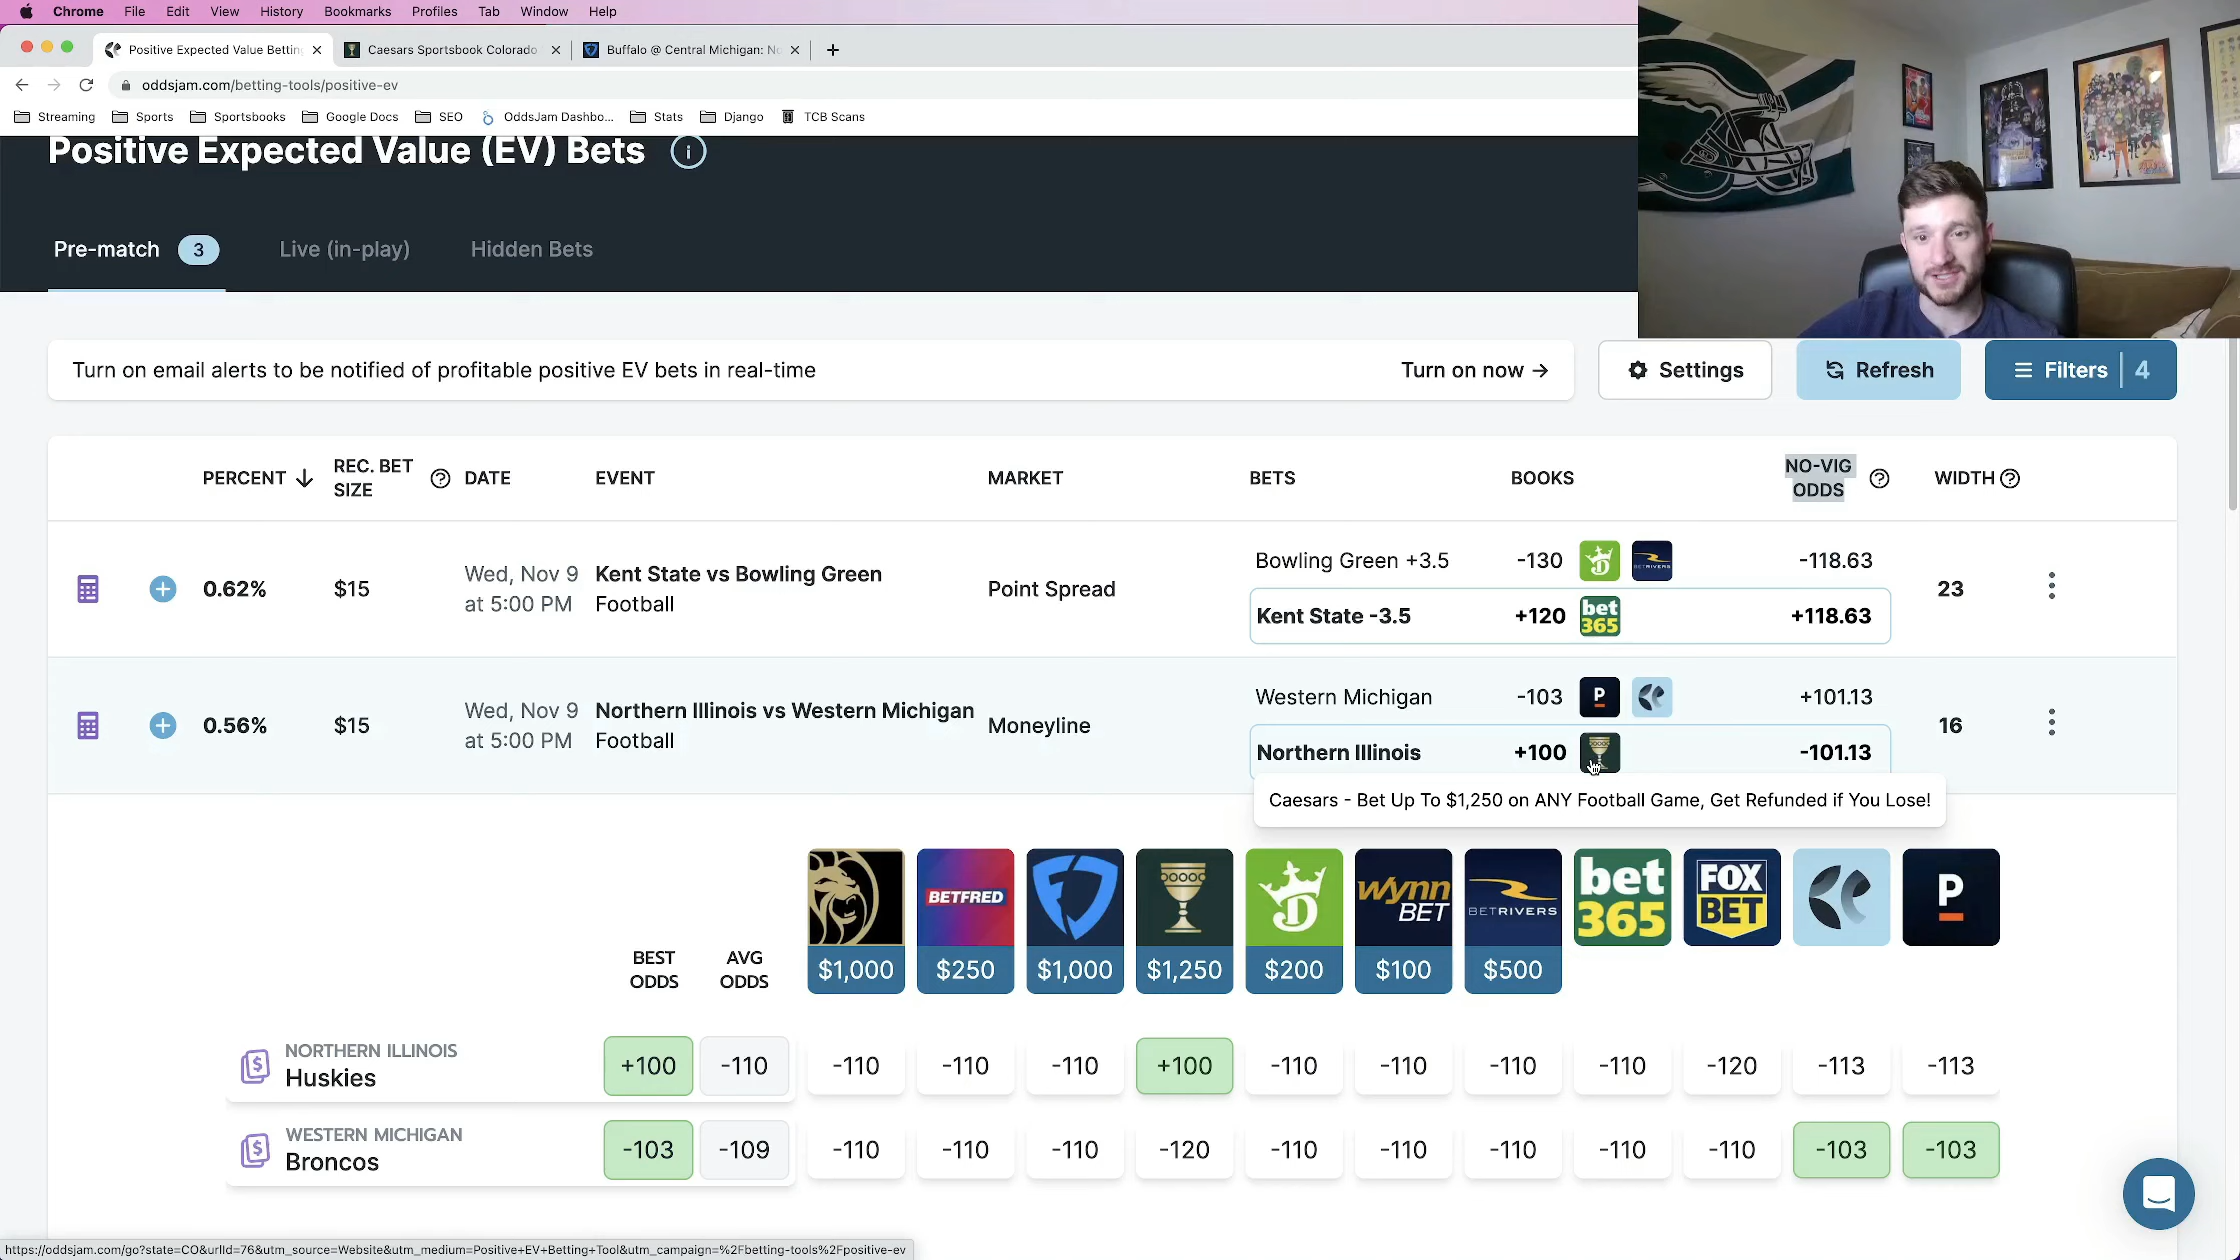 Chrome File Edit View History Bookmarks Profiles Tab Window Help
Positive Expected Value Bettin Caesars Sportsbook Colorado Buffalo @ Central Michigan: No
oddsjam.com/betting-tools/positive-ev
Streaming Sports Sportsbooks Google Docs SEO OddsJam Dashbo... Stats Django TCB Scans
Positive Expected Value (EV) Bets
Pre-match 3 Live (in-play) Hidden Bets
Turn on email alerts to be notified of profitable positive EV bets in real-time Turn on now → Settings Refresh Filters 4
PERCENT ↓ REC. BET SIZE DATE EVENT MARKET BETS BOOKS NO-VIG ODDS WIDTH
0.62% $15 Wed, Nov 9 at 5:00 PM Kent State vs Bowling Green Football Point Spread 23
Bowling Green +3.5 -130 BETRIVERS -118.63
Kent State -3.5 +120 bet365 +118.63
0.56% $15 Wed, Nov 9 at 5:00 PM Northern Illinois vs Western Michigan Football Moneyline 16
Western Michigan -103 P +101.13
Northern Illinois +100 -101.13
Caesars - Bet Up To $1,250 on ANY Football Game, Get Refunded if You Lose!
BETFRED WYNN BET BETRIVERS bet365 FOX BET P
BEST ODDS AVG ODDS $1,000 $250 $1,000 $1,250 $200 $100 $500
NORTHERN ILLINOIS
Huskies +100 -110 -110 -110 -110 +100 -110 -110 -110 -110 -120 -113 -113
WESTERN MICHIGAN
Broncos -103 -109 -110 -110 -110 -120 -110 -110 -110 -110 -110 -103 -103
https://oddsjam.com/go?state=CO&urlId=76&utm_source=Website&utm_medium=Positive+EV+Betting+Tool&utm_campaign=%2Fbetting-tools%2Fpositive-ev